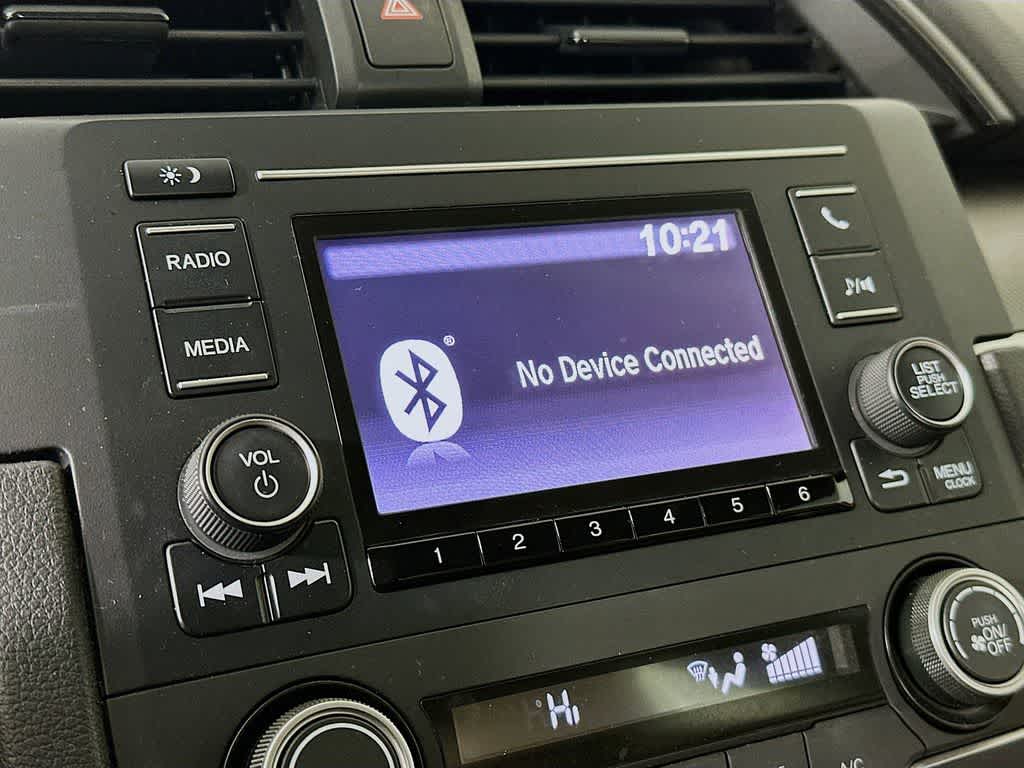 RADIO
MEDIA
VOL
10:21
®
No Device Connected
LIST
PUSH
SELECT
MENU
CLOCK
1 2 3 4 5 6
PUSH
ON/
OFF
Hi
A/C